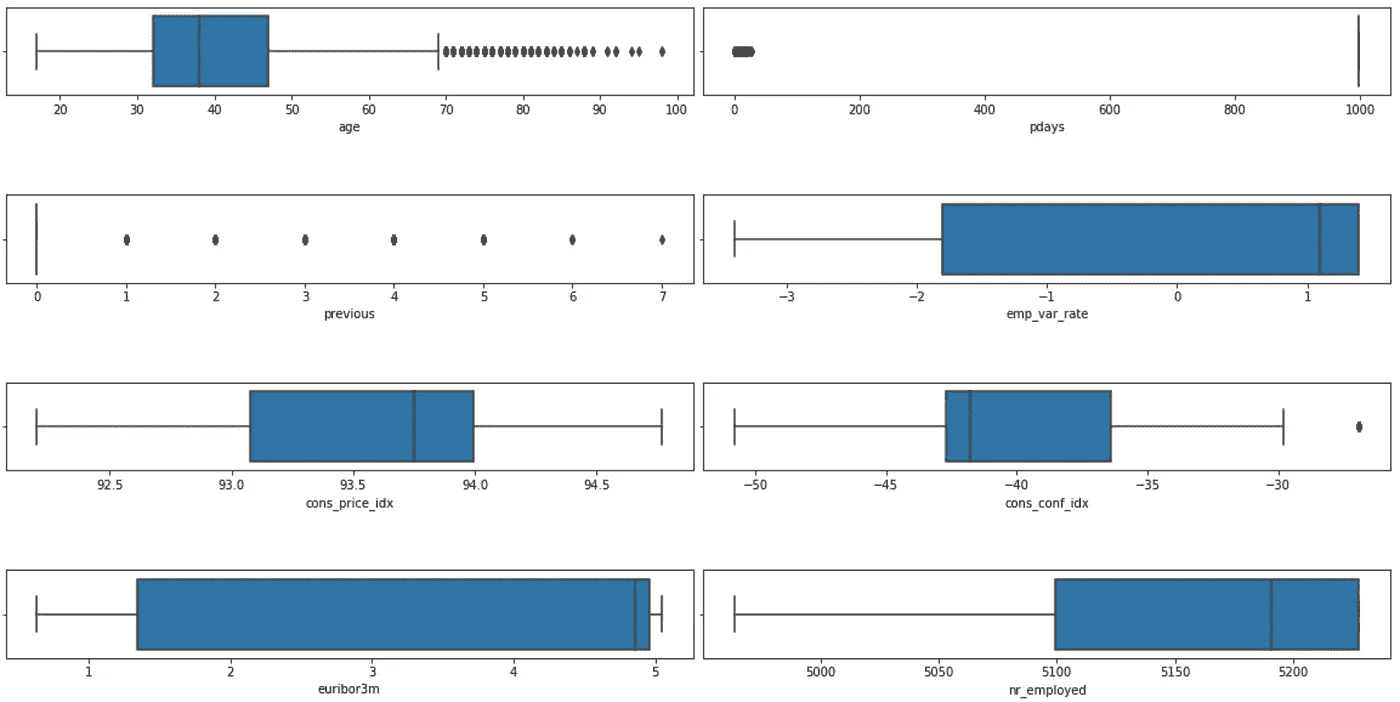 20 30 40 50 60 70 80 90 100
age
0 200 400 600 800 1000
pdays
0 1 2 3 4 5 6 7
previous
−3 −2 −1 0 1
emp_var_rate
92.5 93.0 93.5 94.0 94.5
cons_price_idx
−50 −45 −40 −35 −30
cons_conf_idx
1 2 3 4 5
euribor3m
5000 5050 5100 5150 5200
nr_employed